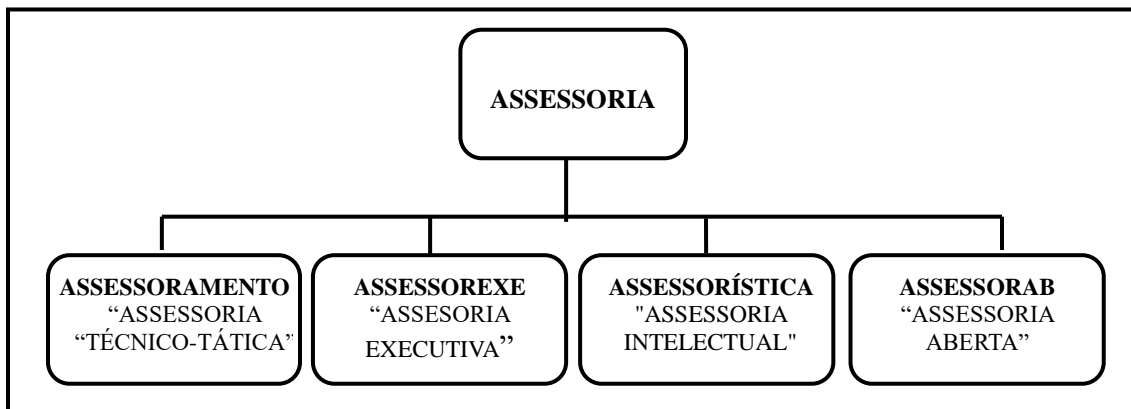 ASSESSORIA
ASSESSORAMENTO
“ASSESSORIA
“TÉCNICO-TÁTICA”
ASSESSOREXE
“ASSESORIA
EXECUTIVA”
ASSESSORÍSTICA
"ASSESSORIA
INTELECTUAL"
ASSESSORAB
“ASSESSORIA
ABERTA”